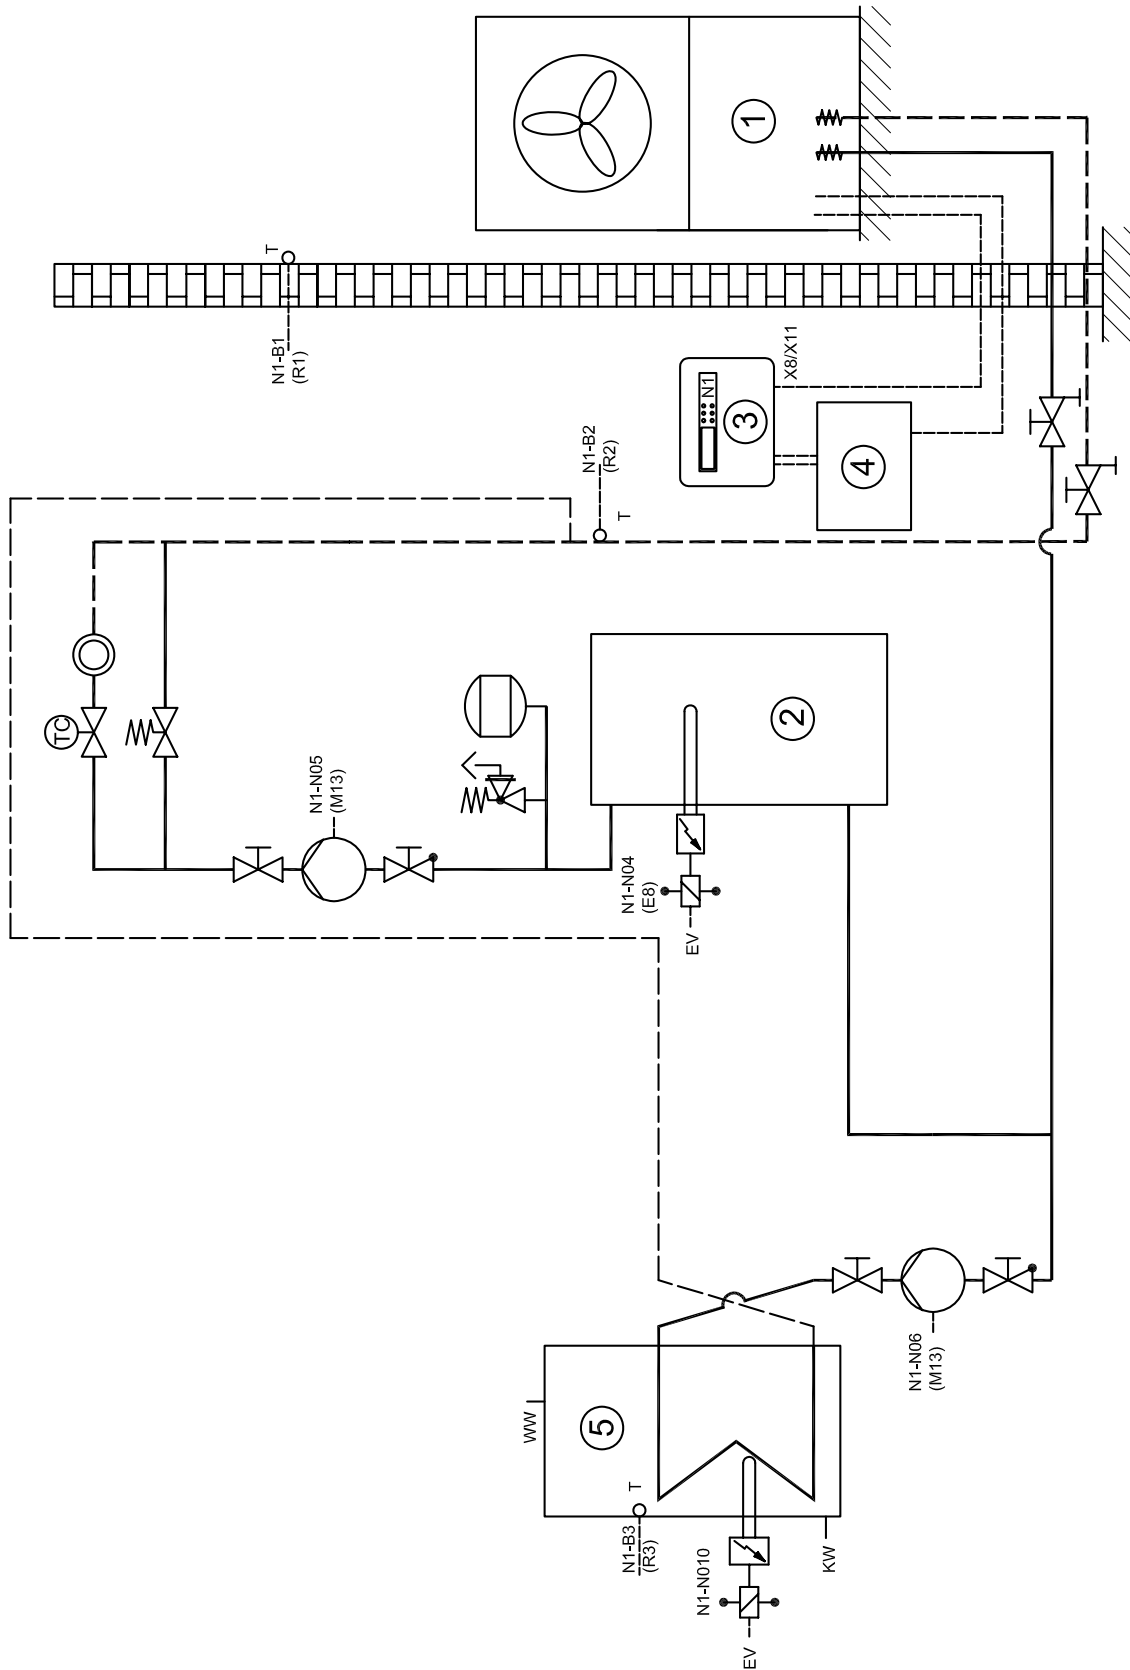 T
N1-B1
(R1)
1
X8/X11
N1
3
4
N1-B2
(R2)
T
TC
N1-N05
(M13)
2
N1-N04
(E8)
EV
WW
5
T
N1-B3
(R3)
N1-N06
(M13)
N1-N010
KW
EV